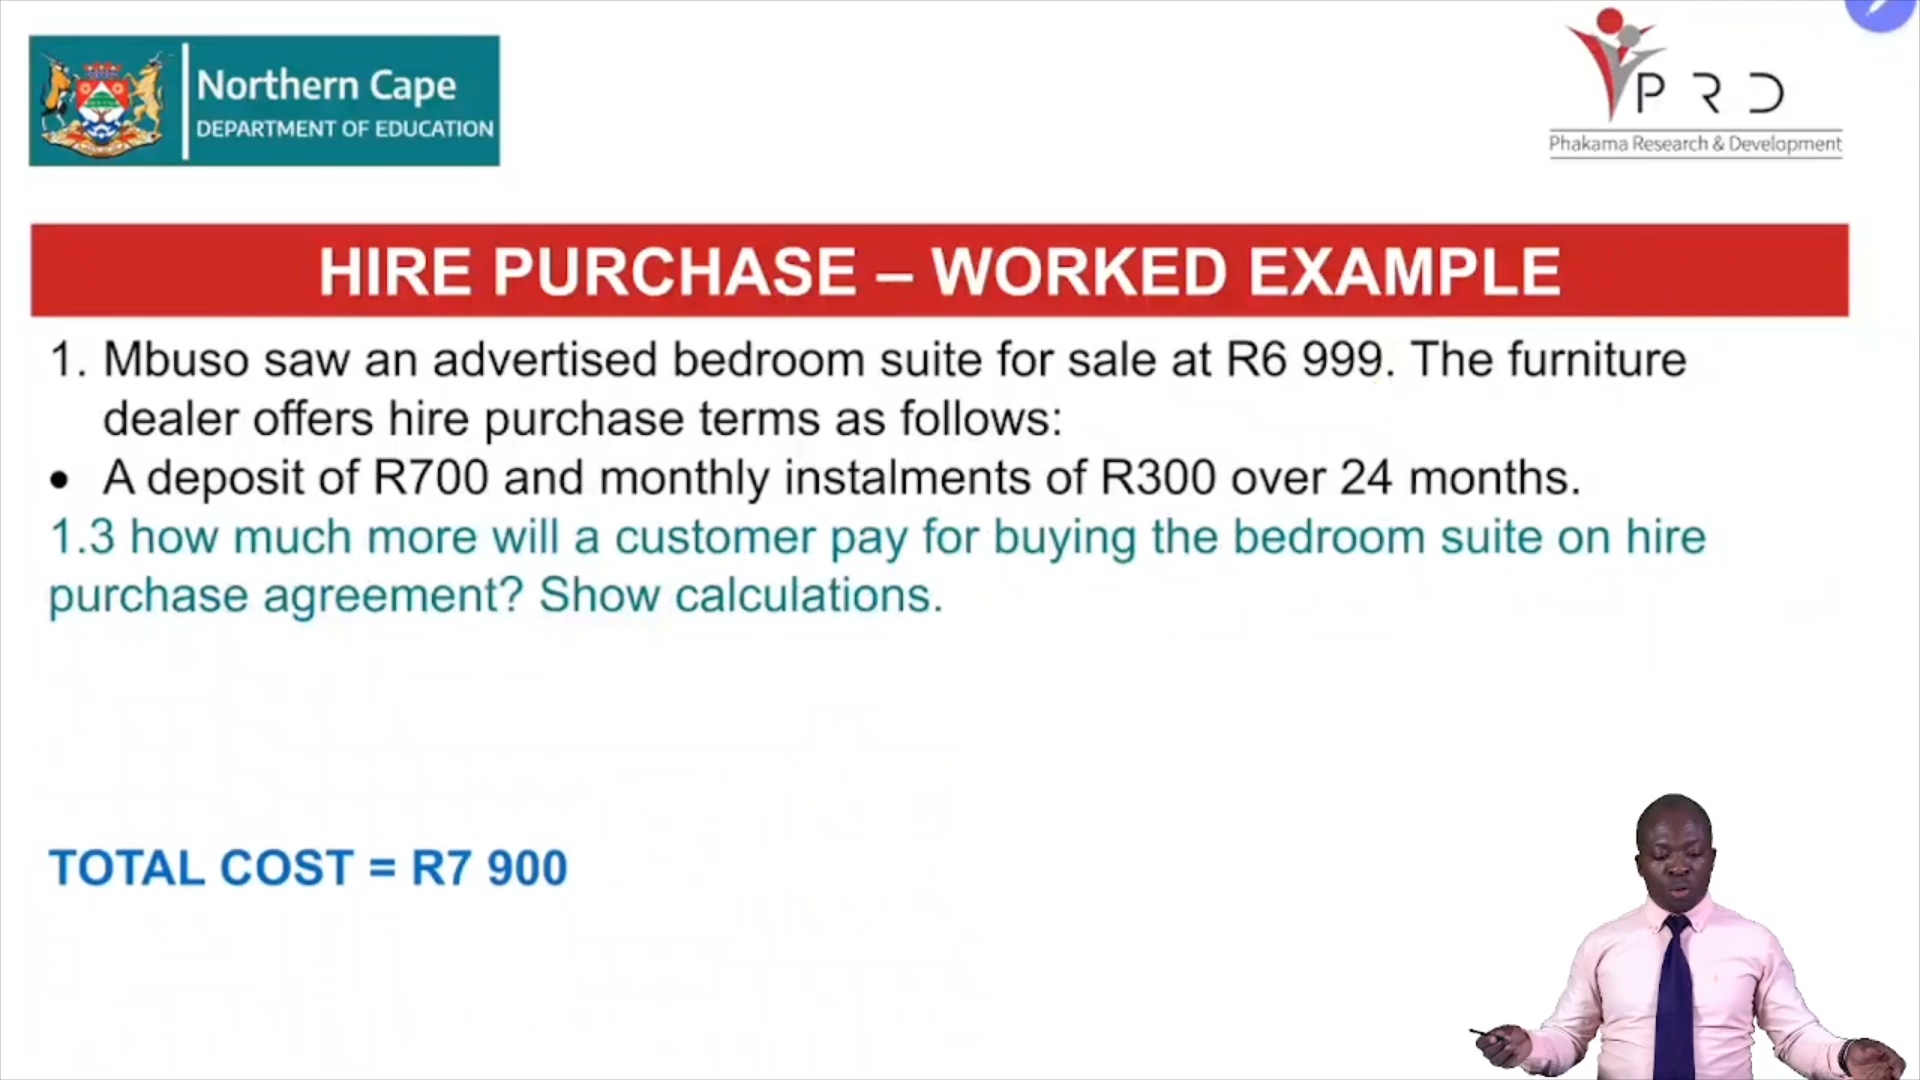 Northern Cape
DEPARTMENT OF EDUCATION
PRD
Phakama Research & Development
HIRE PURCHASE – WORKED EXAMPLE
1. Mbuso saw an advertised bedroom suite for sale at R6 999. The furniture
dealer offers hire purchase terms as follows:
• A deposit of R700 and monthly instalments of R300 over 24 months.
1.3 how much more will a customer pay for buying the bedroom suite on hire
purchase agreement? Show calculations.
TOTAL COST = R7 900